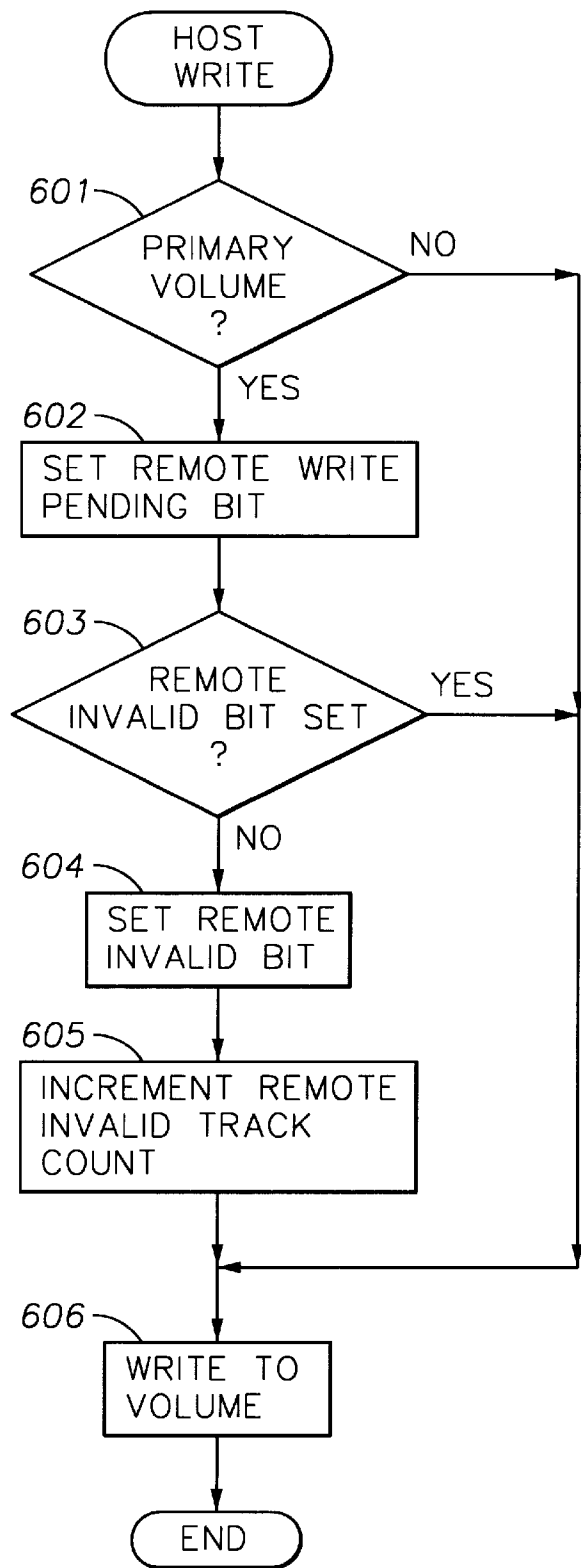 HOST
WRITE
601
PRIMARY
VOLUME
?
NO
YES
602
SET REMOTE WRITE
PENDING BIT
603
REMOTE
INVALID BIT SET
?
YES
NO
604
SET REMOTE
INVALID BIT
605
INCREMENT REMOTE
INVALID TRACK
COUNT
606
WRITE TO
VOLUME
END